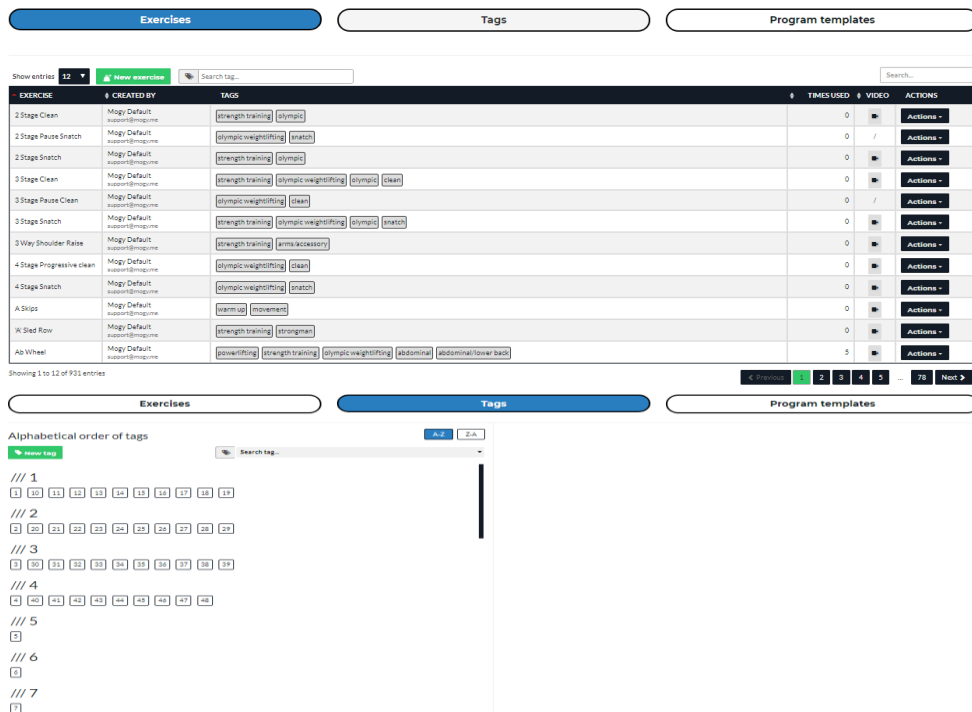 Exercises Tags Program templates
Show entries 12 New exercise Search tag... Search...
EXERCISE CREATED BY TAGS TIMES USED VIDEO ACTIONS
2 Stage Clean Mogy Default support@mogy.me strength training olympic 0 Actions
2 Stage Pause Snatch Mogy Default support@mogy.me olympic weightlifting snatch 0 / Actions
2 Stage Snatch Mogy Default support@mogy.me strength training olympic 0 Actions
3 Stage Clean Mogy Default support@mogy.me strength training olympic weightlifting olympic clean 0 Actions
3 Stage Pause Clean Mogy Default support@mogy.me olympic weightlifting clean 0 / Actions
3 Stage Snatch Mogy Default support@mogy.me strength training olympic weightlifting olympic snatch 0 Actions
3 Way Shoulder Raise Mogy Default support@mogy.me strength training arms/accessory 0 Actions
4 Stage Progressive clean Mogy Default support@mogy.me olympic weightlifting clean 0 Actions
4 Stage Snatch Mogy Default support@mogy.me olympic weightlifting snatch 0 Actions
A Skips Mogy Default support@mogy.me warm up movement 0 Actions
'A' Sled Row Mogy Default support@mogy.me strength training strongman 0 Actions
Ab Wheel Mogy Default support@mogy.me powerlifting strength training olympic weightlifting abdominal abdominal/lower back 5 Actions
Showing 1 to 12 of 931 entries < Previous 1 2 3 4 5 ... 78 Next >
Exercises Tags Program templates
Alphabetical order of tags A-Z Z-A
New tag Search tag...
/// 1
1 10 11 12 13 14 15 16 17 18 19
/// 2
2 20 21 22 23 24 25 26 27 28 29
/// 3
3 30 31 32 33 34 35 36 37 38 39
/// 4
4 40 41 42 43 44 45 46 47 48
/// 5
5
/// 6
6
/// 7
7